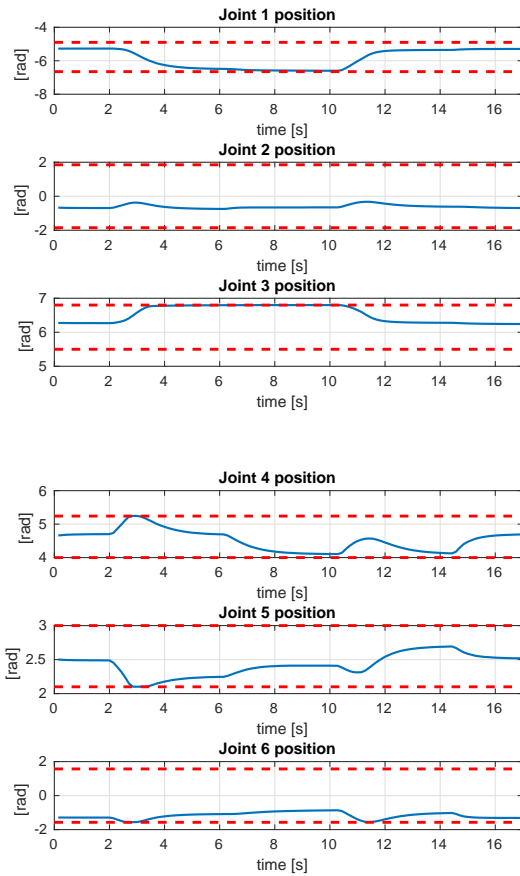 Joint 1 position
-4
-6
-8
[rad]
0 2 4 6 8 10 12 14 16
time [s]
Joint 2 position
2
0
-2
[rad]
0 2 4 6 8 10 12 14 16
time [s]
Joint 3 position
7
6
5
[rad]
0 2 4 6 8 10 12 14 16
time [s]
Joint 4 position
6
5
4
[rad]
0 2 4 6 8 10 12 14 16
time [s]
Joint 5 position
3
2.5
2
[rad]
0 2 4 6 8 10 12 14 16
time [s]
Joint 6 position
2
0
-2
[rad]
0 2 4 6 8 10 12 14 16
time [s]